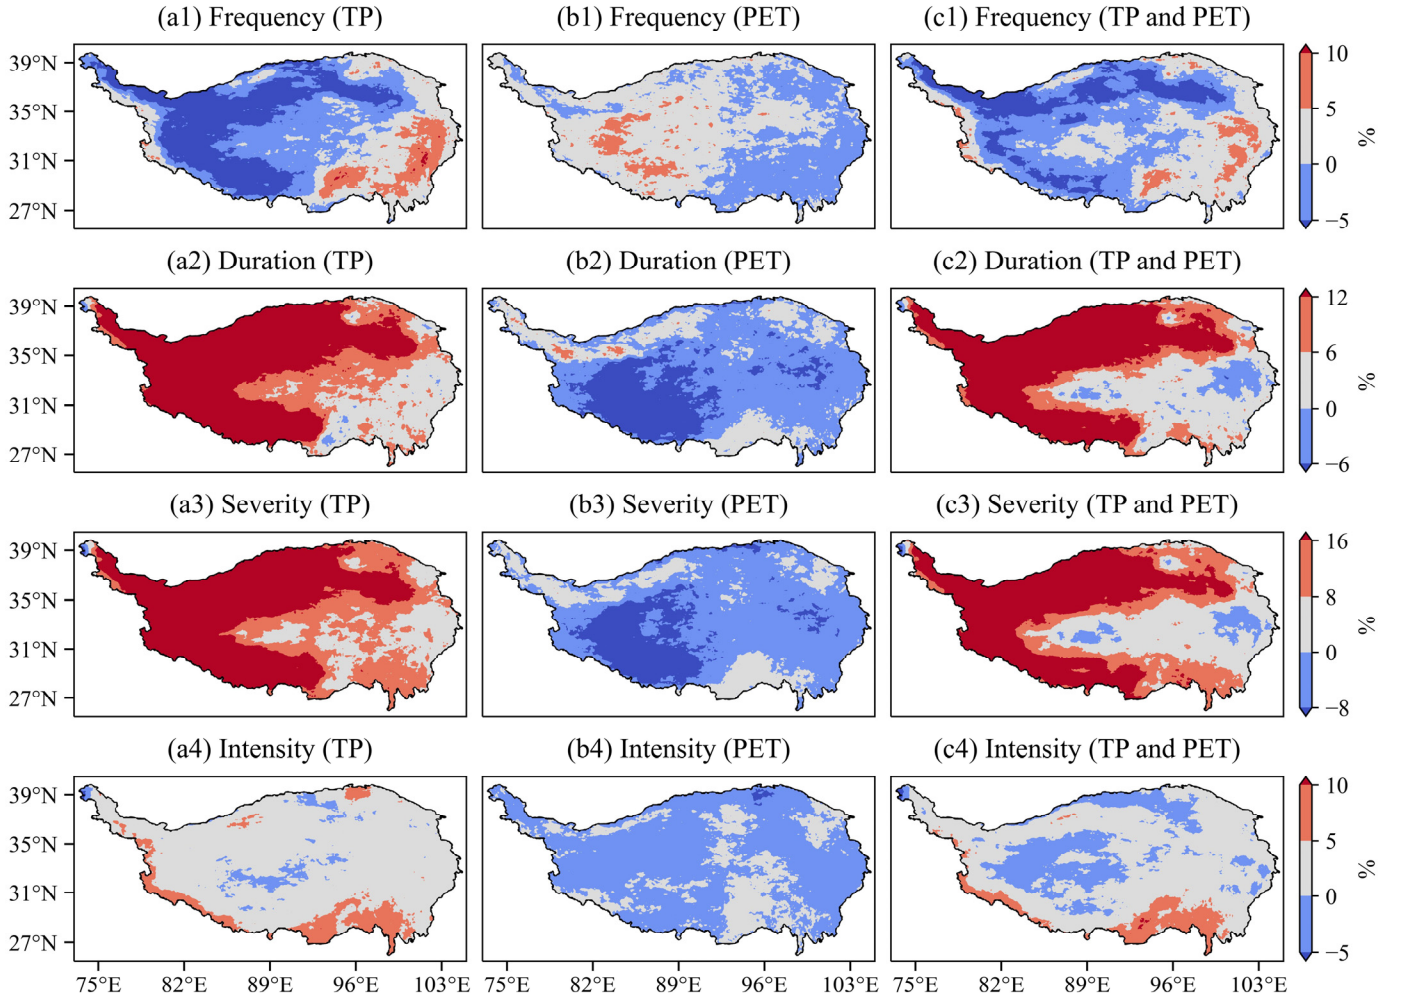 (a1) Frequency (TP)
(b1) Frequency (PET)
(c1) Frequency (TP and PET)
39°N
35°N
31°N
27°N
10
5
0
−5
%
(a2) Duration (TP)
(b2) Duration (PET)
(c2) Duration (TP and PET)
39°N
35°N
31°N
27°N
12
6
0
−6
%
(a3) Severity (TP)
(b3) Severity (PET)
(c3) Severity (TP and PET)
39°N
35°N
31°N
27°N
16
8
0
−8
%
(a4) Intensity (TP)
(b4) Intensity (PET)
(c4) Intensity (TP and PET)
39°N
35°N
31°N
27°N
10
5
0
−5
%
75°E 82°E 89°E 96°E 103°E
75°E 82°E 89°E 96°E 103°E
75°E 82°E 89°E 96°E 103°E